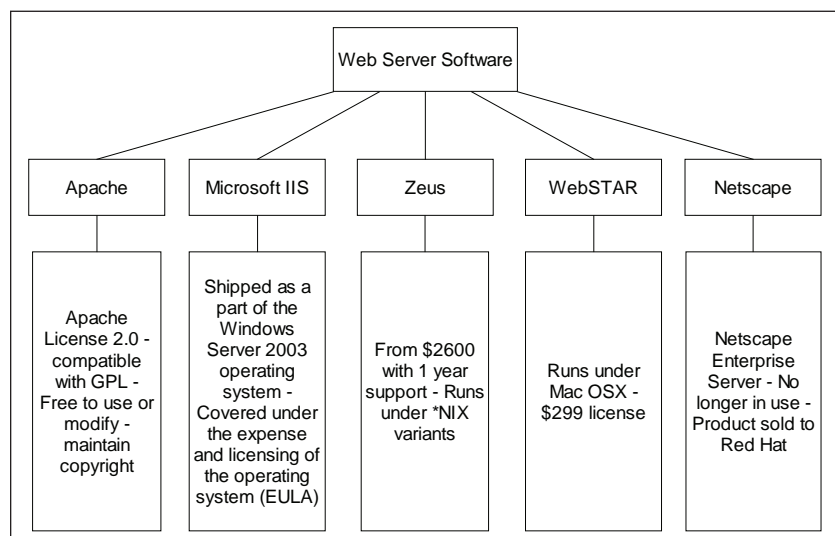 Web Server Software
Apache
Microsoft IIS
Zeus
WebSTAR
Netscape
Apache
License 2.0 -
compatible
with GPL -
Free to use or
modify -
maintain
copyright
Shipped as a
part of the
Windows
Server 2003
operating
system -
Covered under
the expense
and licensing of
the operating
system (EULA)
From $2600
with 1 year
support - Runs
under *NIX
variants
Runs under
Mac OSX -
$299 license
Netscape
Enterprise
Server - No
longer in use -
Product sold to
Red Hat